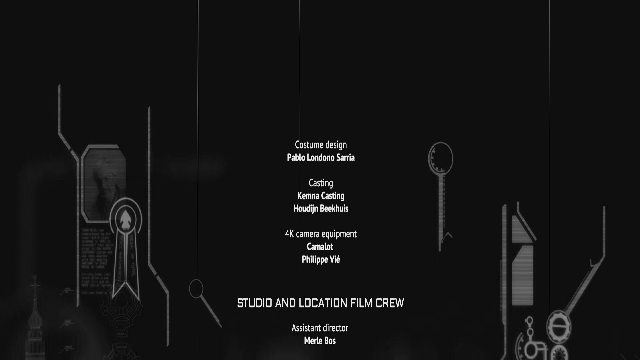 Costume design
Pablo Londono Sarria
Casting
Kemna Casting
Houdijn Beekhuis
4K camera equipment
Camalot
Philippe Vié
STUDIO AND LOCATION FILM CREW
Assistant director
Merle Bos